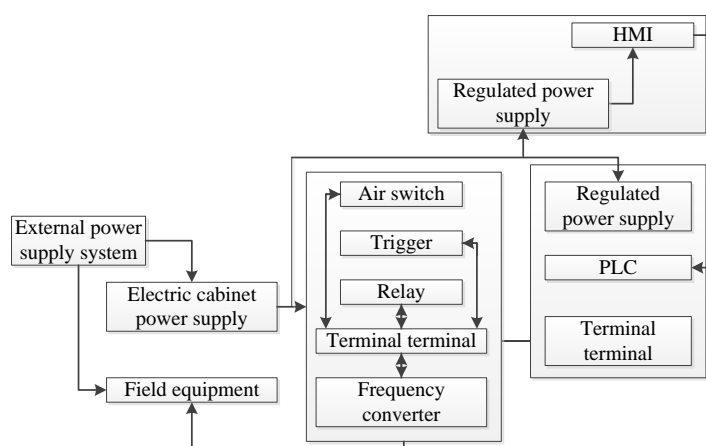 HMI
Regulated power
supply
Air switch
Regulated
power supply
External power
supply system
Trigger
PLC
Electric cabinet
power supply
Relay
Terminal terminal
Terminal
terminal
Field equipment
Frequency
converter